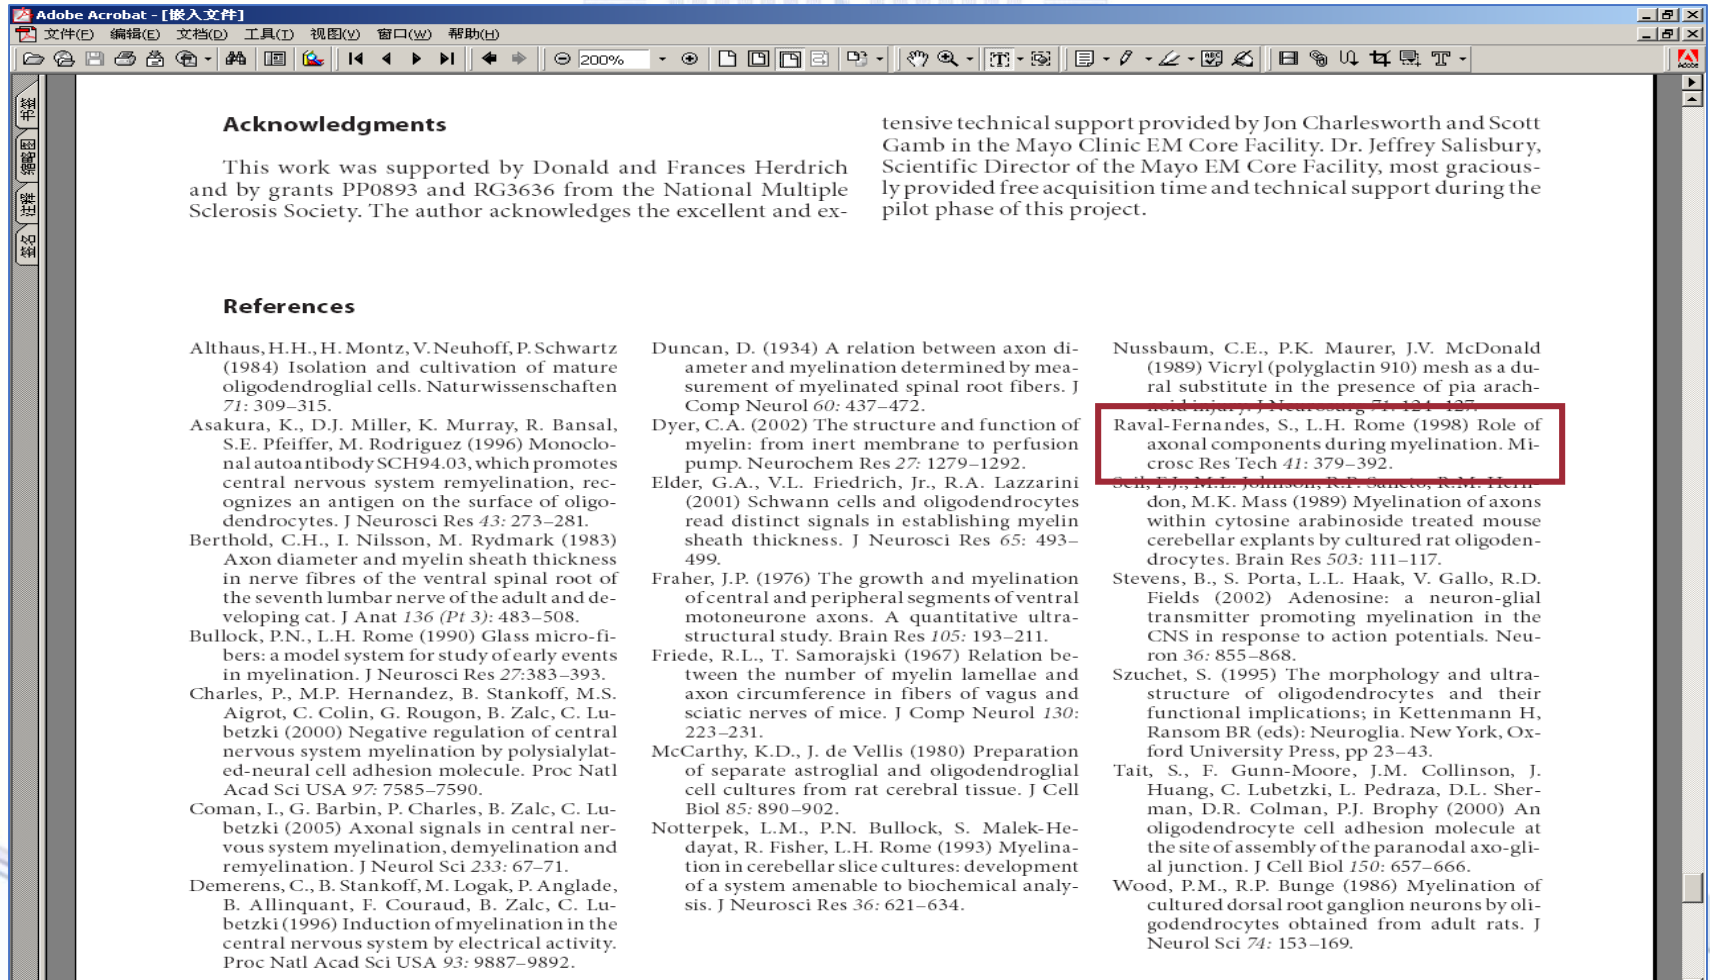 Adobe Acrobat - [嵌入文件]
文件(F) 编辑(E) 文档(D) 工具(T) 视图(V) 窗口(W) 帮助(H)
200%
书签
缩略图
注释
签名
Acknowledgments
This work was supported by Donald and Frances Herdrich
and by grants PP0893 and RG3636 from the National Multiple
Sclerosis Society. The author acknowledges the excellent and ex-
tensive technical support provided by Jon Charlesworth and Scott
Gamb in the Mayo Clinic EM Core Facility. Dr. Jeffrey Salisbury,
Scientific Director of the Mayo EM Core Facility, most gracious-
ly provided free acquisition time and technical support during the
pilot phase of this project.
References
Althaus, H.H., H. Montz, V. Neuhoff, P. Schwartz
(1984) Isolation and cultivation of mature
oligodendroglial cells. Naturwissenschaften
71: 309–315.
Asakura, K., D.J. Miller, K. Murray, R. Bansal,
S.E. Pfeiffer, M. Rodriguez (1996) Monoclo-
nal autoantibody SCH94.03, which promotes
central nervous system remyelination, rec-
ognizes an antigen on the surface of oligo-
dendrocytes. J Neurosci Res 43: 273–281.
Berthold, C.H., I. Nilsson, M. Rydmark (1983)
Axon diameter and myelin sheath thickness
in nerve fibres of the ventral spinal root of
the seventh lumbar nerve of the adult and de-
veloping cat. J Anat 136 (Pt 3): 483–508.
Bullock, P.N., L.H. Rome (1990) Glass micro-fi-
bers: a model system for study of early events
in myelination. J Neurosci Res 27:383–393.
Charles, P., M.P. Hernandez, B. Stankoff, M.S.
Aigrot, C. Colin, G. Rougon, B. Zalc, C. Lu-
betzki (2000) Negative regulation of central
nervous system myelination by polysialylat-
ed-neural cell adhesion molecule. Proc Natl
Acad Sci USA 97: 7585–7590.
Coman, I., G. Barbin, P. Charles, B. Zalc, C. Lu-
betzki (2005) Axonal signals in central ner-
vous system myelination, demyelination and
remyelination. J Neurol Sci 233: 67–71.
Demerens, C., B. Stankoff, M. Logak, P. Anglade,
B. Allinquant, F. Couraud, B. Zalc, C. Lu-
betzki (1996) Induction of myelination in the
central nervous system by electrical activity.
Proc Natl Acad Sci USA 93: 9887–9892.
Duncan, D. (1934) A relation between axon di-
ameter and myelination determined by mea-
surement of myelinated spinal root fibers. J
Comp Neurol 60: 437–472.
Dyer, C.A. (2002) The structure and function of
myelin: from inert membrane to perfusion
pump. Neurochem Res 27: 1279–1292.
Elder, G.A., V.L. Friedrich, Jr., R.A. Lazzarini
(2001) Schwann cells and oligodendrocytes
read distinct signals in establishing myelin
sheath thickness. J Neurosci Res 65: 493–
499.
Fraher, J.P. (1976) The growth and myelination
of central and peripheral segments of ventral
motoneurone axons. A quantitative ultra-
structural study. Brain Res 105: 193–211.
Friede, R.L., T. Samorajski (1967) Relation be-
tween the number of myelin lamellae and
axon circumference in fibers of vagus and
sciatic nerves of mice. J Comp Neurol 130:
223–231.
McCarthy, K.D., J. de Vellis (1980) Preparation
of separate astroglial and oligodendroglial
cell cultures from rat cerebral tissue. J Cell
Biol 85: 890–902.
Notterpek, L.M., P.N. Bullock, S. Malek-He-
dayat, R. Fisher, L.H. Rome (1993) Myelina-
tion in cerebellar slice cultures: development
of a system amenable to biochemical analy-
sis. J Neurosci Res 36: 621–634.
Nussbaum, C.E., P.K. Maurer, J.V. McDonald
(1989) Vicryl (polyglactin 910) mesh as a du-
ral substitute in the presence of pia arach-
noid injury. J Neurosurg 71: 124–127.
Raval-Fernandes, S., L.H. Rome (1998) Role of
axonal components during myelination. Mi-
crosc Res Tech 41: 379–392.
Seil, F.J., M.L. Johnson, R.P. Saneto, R.M. Hern-
don, M.K. Mass (1989) Myelination of axons
within cytosine arabinoside treated mouse
cerebellar explants by cultured rat oligoden-
drocytes. Brain Res 503: 111–117.
Stevens, B., S. Porta, L.L. Haak, V. Gallo, R.D.
Fields (2002) Adenosine: a neuron-glial
transmitter promoting myelination in the
CNS in response to action potentials. Neu-
ron 36: 855–868.
Szuchet, S. (1995) The morphology and ultra-
structure of oligodendrocytes and their
functional implications; in Kettenmann H,
Ransom BR (eds): Neuroglia. New York, Ox-
ford University Press, pp 23–43.
Tait, S., F. Gunn-Moore, J.M. Collinson, J.
Huang, C. Lubetzki, L. Pedraza, D.L. Sher-
man, D.R. Colman, P.J. Brophy (2000) An
oligodendrocyte cell adhesion molecule at
the site of assembly of the paranodal axo-gli-
al junction. J Cell Biol 150: 657–666.
Wood, P.M., R.P. Bunge (1986) Myelination of
cultured dorsal root ganglion neurons by oli-
godendrocytes obtained from adult rats. J
Neurol Sci 74: 153–169.